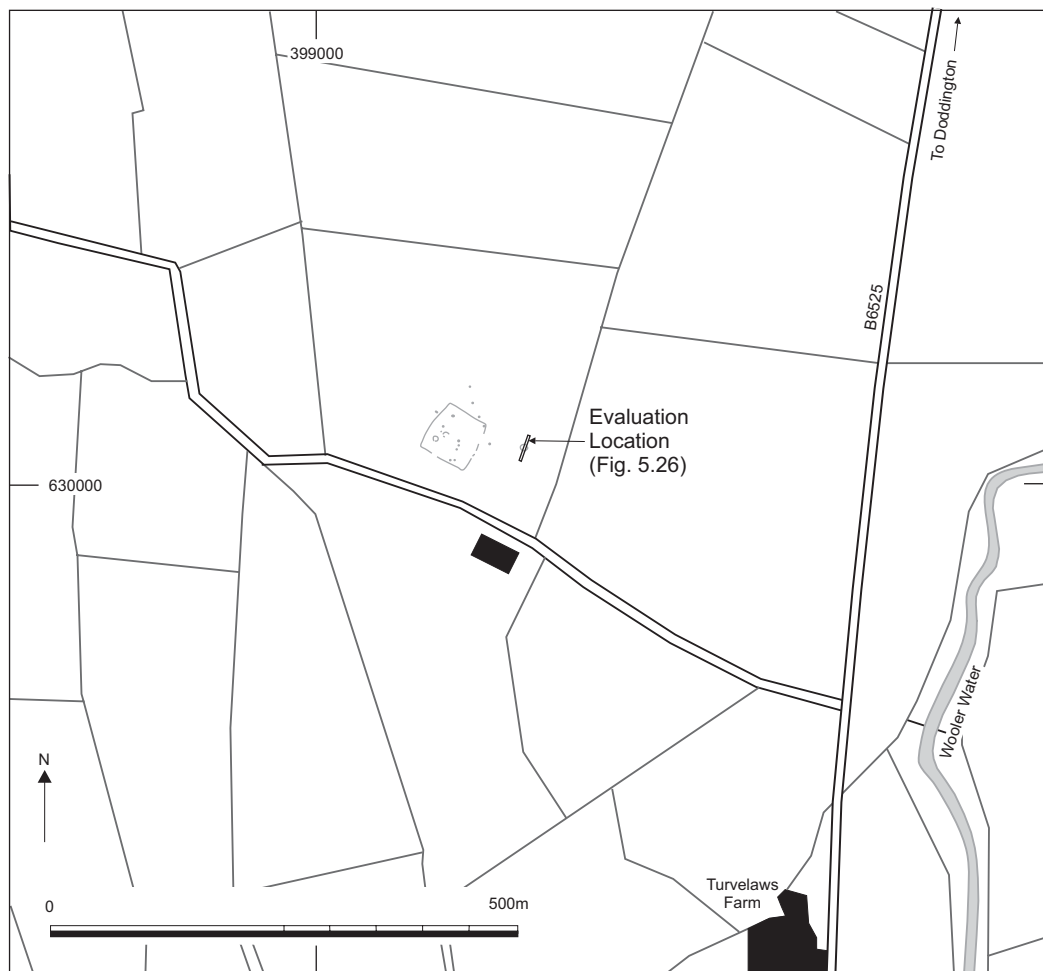 399000
To Doddington
B6525
Evaluation
Location
(Fig. 5.26)
630000
Wooler Water
N
0
500m
Turvelaws
Farm